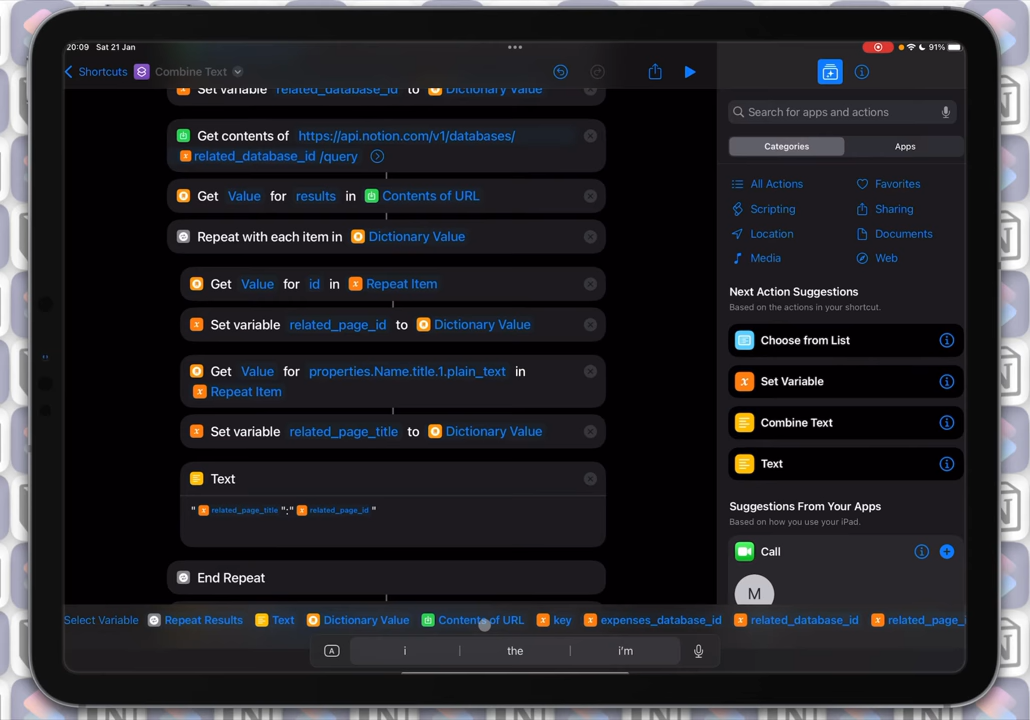 20:09 Sat 21 Jan
91%
Shortcuts Combine Text
Set variable related_database_id to Dictionary Value
Get contents of https://api.notion.com/v1/databases/
related_database_id /query
Get Value for results in Contents of URL
Repeat with each item in Dictionary Value
Get Value for id in Repeat Item
Set variable related_page_id to Dictionary Value
Get Value for properties.Name.title.1.plain_text in
Repeat Item
Set variable related_page_title to Dictionary Value
Text
" related_page_title ":" related_page_id "
End Repeat
Select Variable Repeat Results Text Dictionary Value Contents of URL key expenses_database_id related_database_id related_page_i
A i the i'm
Search for apps and actions
Categories Apps
All Actions Favorites
Scripting Sharing
Location Documents
Media Web
Next Action Suggestions
Based on the actions in your shortcut.
Choose from List
Set Variable
Combine Text
Text
Suggestions From Your Apps
Based on how you use your iPad.
Call
M